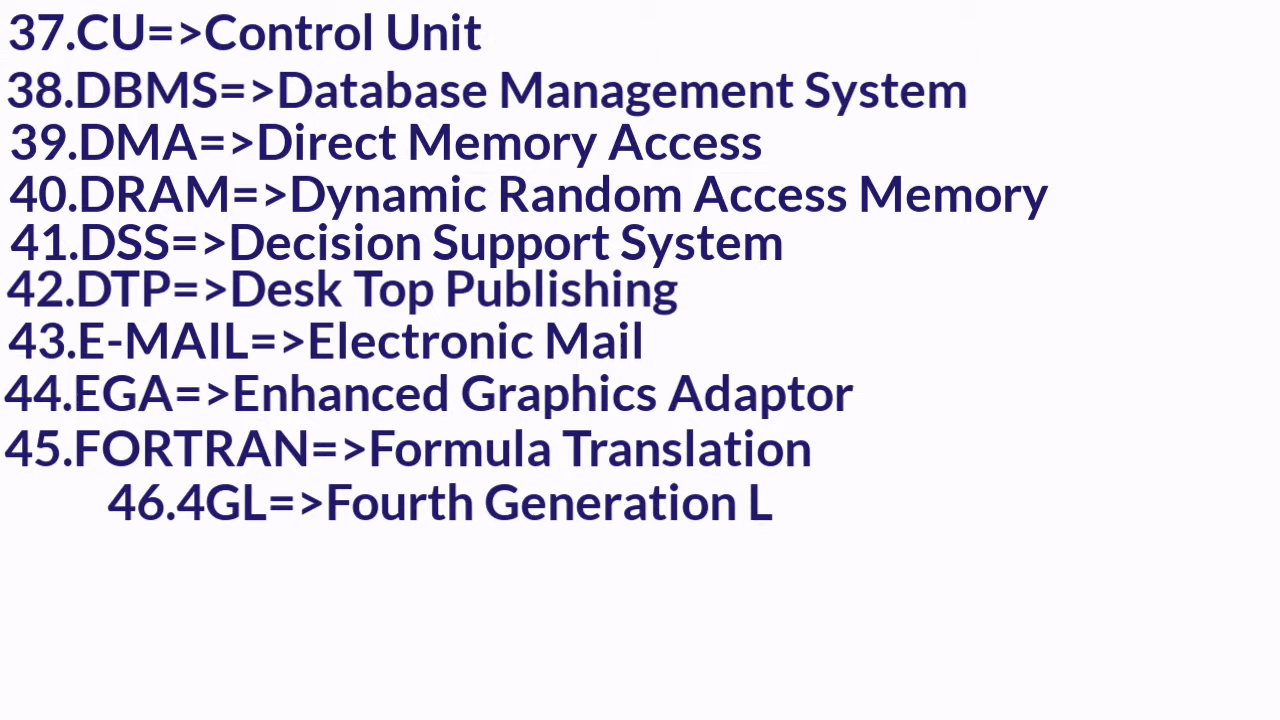 37.CU=>Control Unit
38.DBMS=>Database Management System
39.DMA=>Direct Memory Access
40.DRAM=>Dynamic Random Access Memory
41.DSS=>Decision Support System
42.DTP=>Desk Top Publishing
43.E-MAIL=>Electronic Mail
44.EGA=>Enhanced Graphics Adaptor
45.FORTRAN=>Formula Translation
46.4GL=>Fourth Generation L